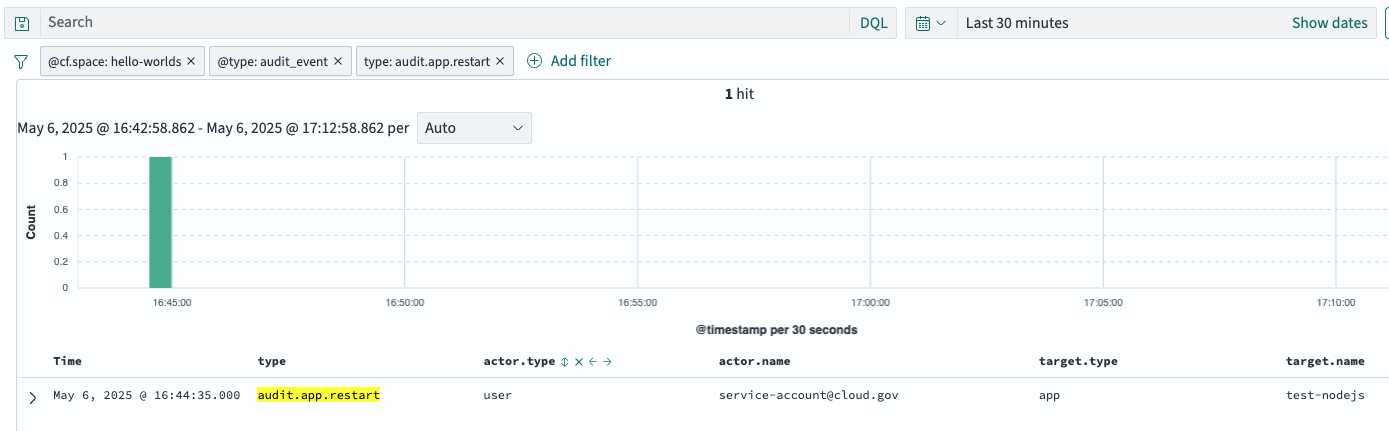 Search DQL Last 30 minutes Show dates
@cf.space: hello-worlds × @type: audit_event × type: audit.app.restart × Add filter
1 hit
May 6, 2025 @ 16:42:58.862 - May 6, 2025 @ 17:12:58.862 per Auto
1
0.8
0.6
0.4
0.2
0
Count
16:45:00 16:50:00 16:55:00 17:00:00 17:05:00 17:10:00
@timestamp per 30 seconds
Time type actor.type actor.name target.type target.name
May 6, 2025 @ 16:44:35.000 audit.app.restart user service-account@cloud.gov app test-nodejs